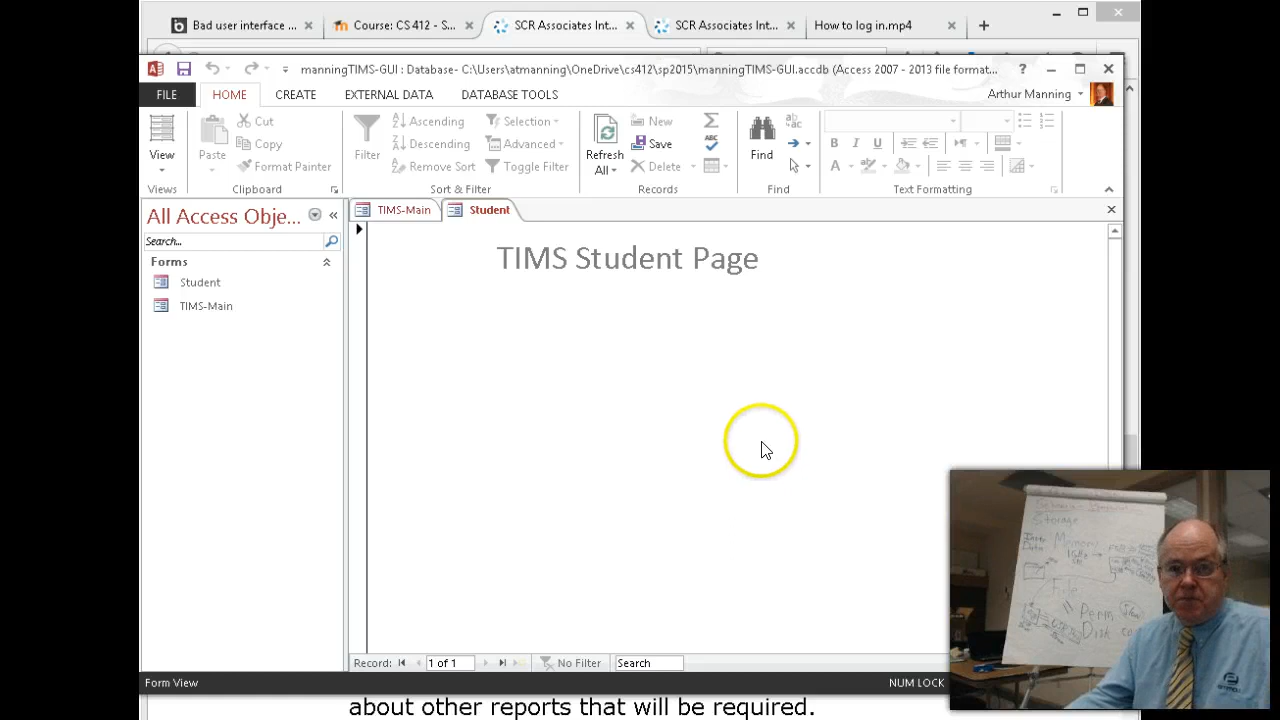 Bad user interface ... Course: CS 412 - S... SCR Associates Int... SCR Associates Int... How to log in.mp4
manningTIMS-GUI : Database- C:\Users\atmanning\OneDrive\cs412\sp2015\manningTIMS-GUI.accdb (Access 2007 - 2013 file format...
FILE HOME CREATE EXTERNAL DATA DATABASE TOOLS Arthur Manning
View Paste Cut Copy Format Painter
Filter Ascending Descending Remove Sort Selection Advanced Toggle Filter
Refresh All New Save Delete
Find
Views Clipboard Sort & Filter Records Find Text Formatting
All Access Obje...
TIMS-Main Student
Search...
Forms
Student
TIMS-Main
TIMS Student Page
Storage
Memory
Perm
Disk
Record: 1 of 1 No Filter Search
Form View NUM LOCK
about other reports that will be required.